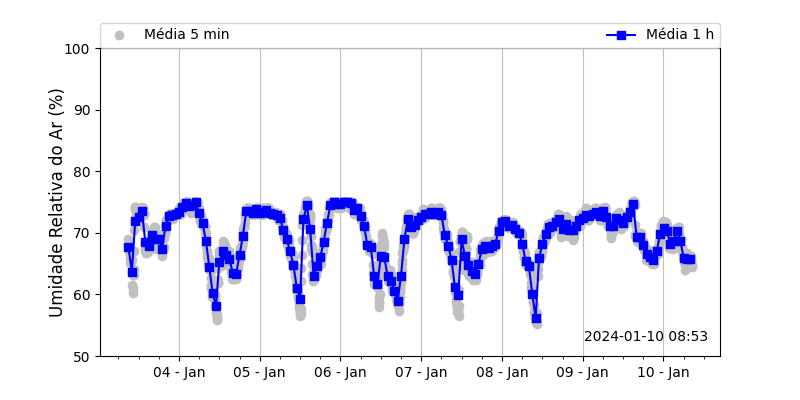 Média 5 min
Média 1 h
Umidade Relativa do Ar (%)
100
90
80
70
60
50
2024-01-10 08:53
04 - Jan
05 - Jan
06 - Jan
07 - Jan
08 - Jan
09 - Jan
10 - Jan